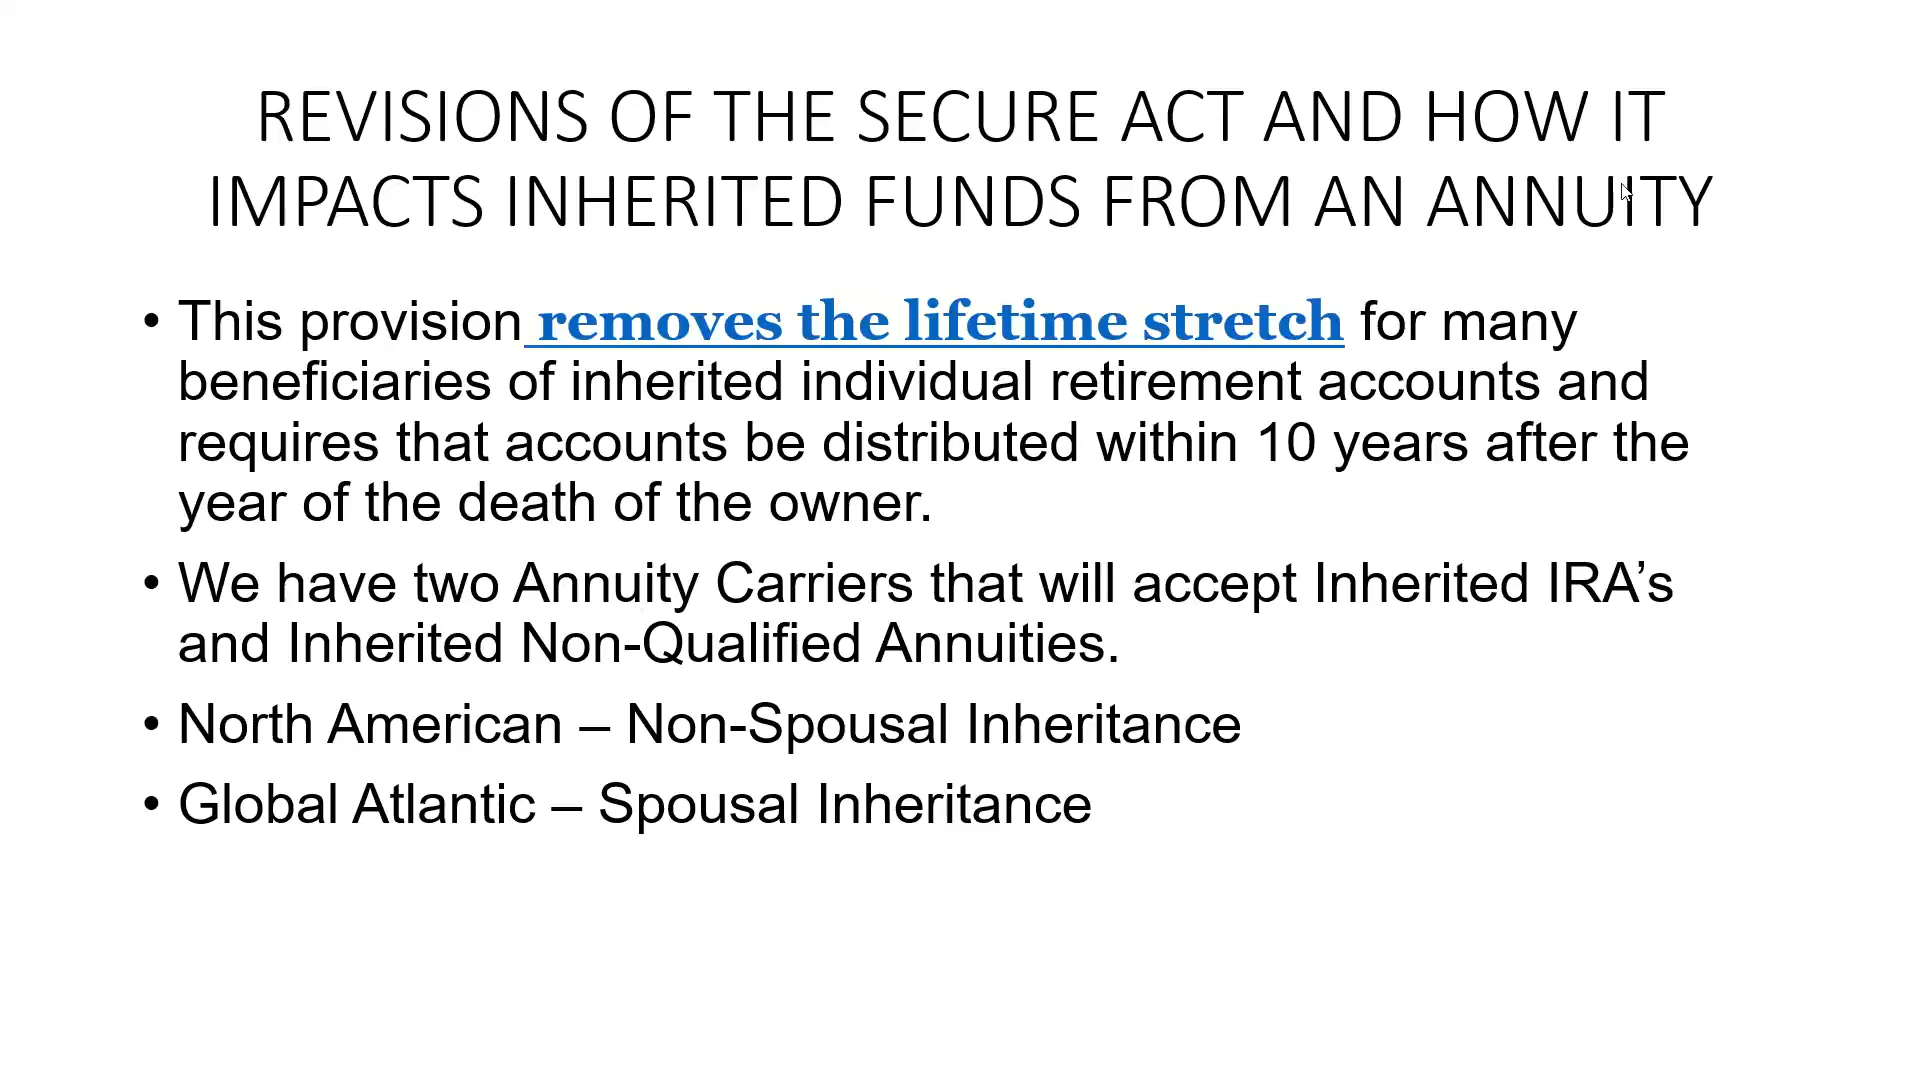 REVISIONS OF THE SECURE ACT AND HOW IT
IMPACTS INHERITED FUNDS FROM AN ANNUITY
• This provision removes the lifetime stretch for many
beneficiaries of inherited individual retirement accounts and
requires that accounts be distributed within 10 years after the
year of the death of the owner.
• We have two Annuity Carriers that will accept Inherited IRA’s
and Inherited Non-Qualified Annuities.
• North American – Non-Spousal Inheritance
• Global Atlantic – Spousal Inheritance